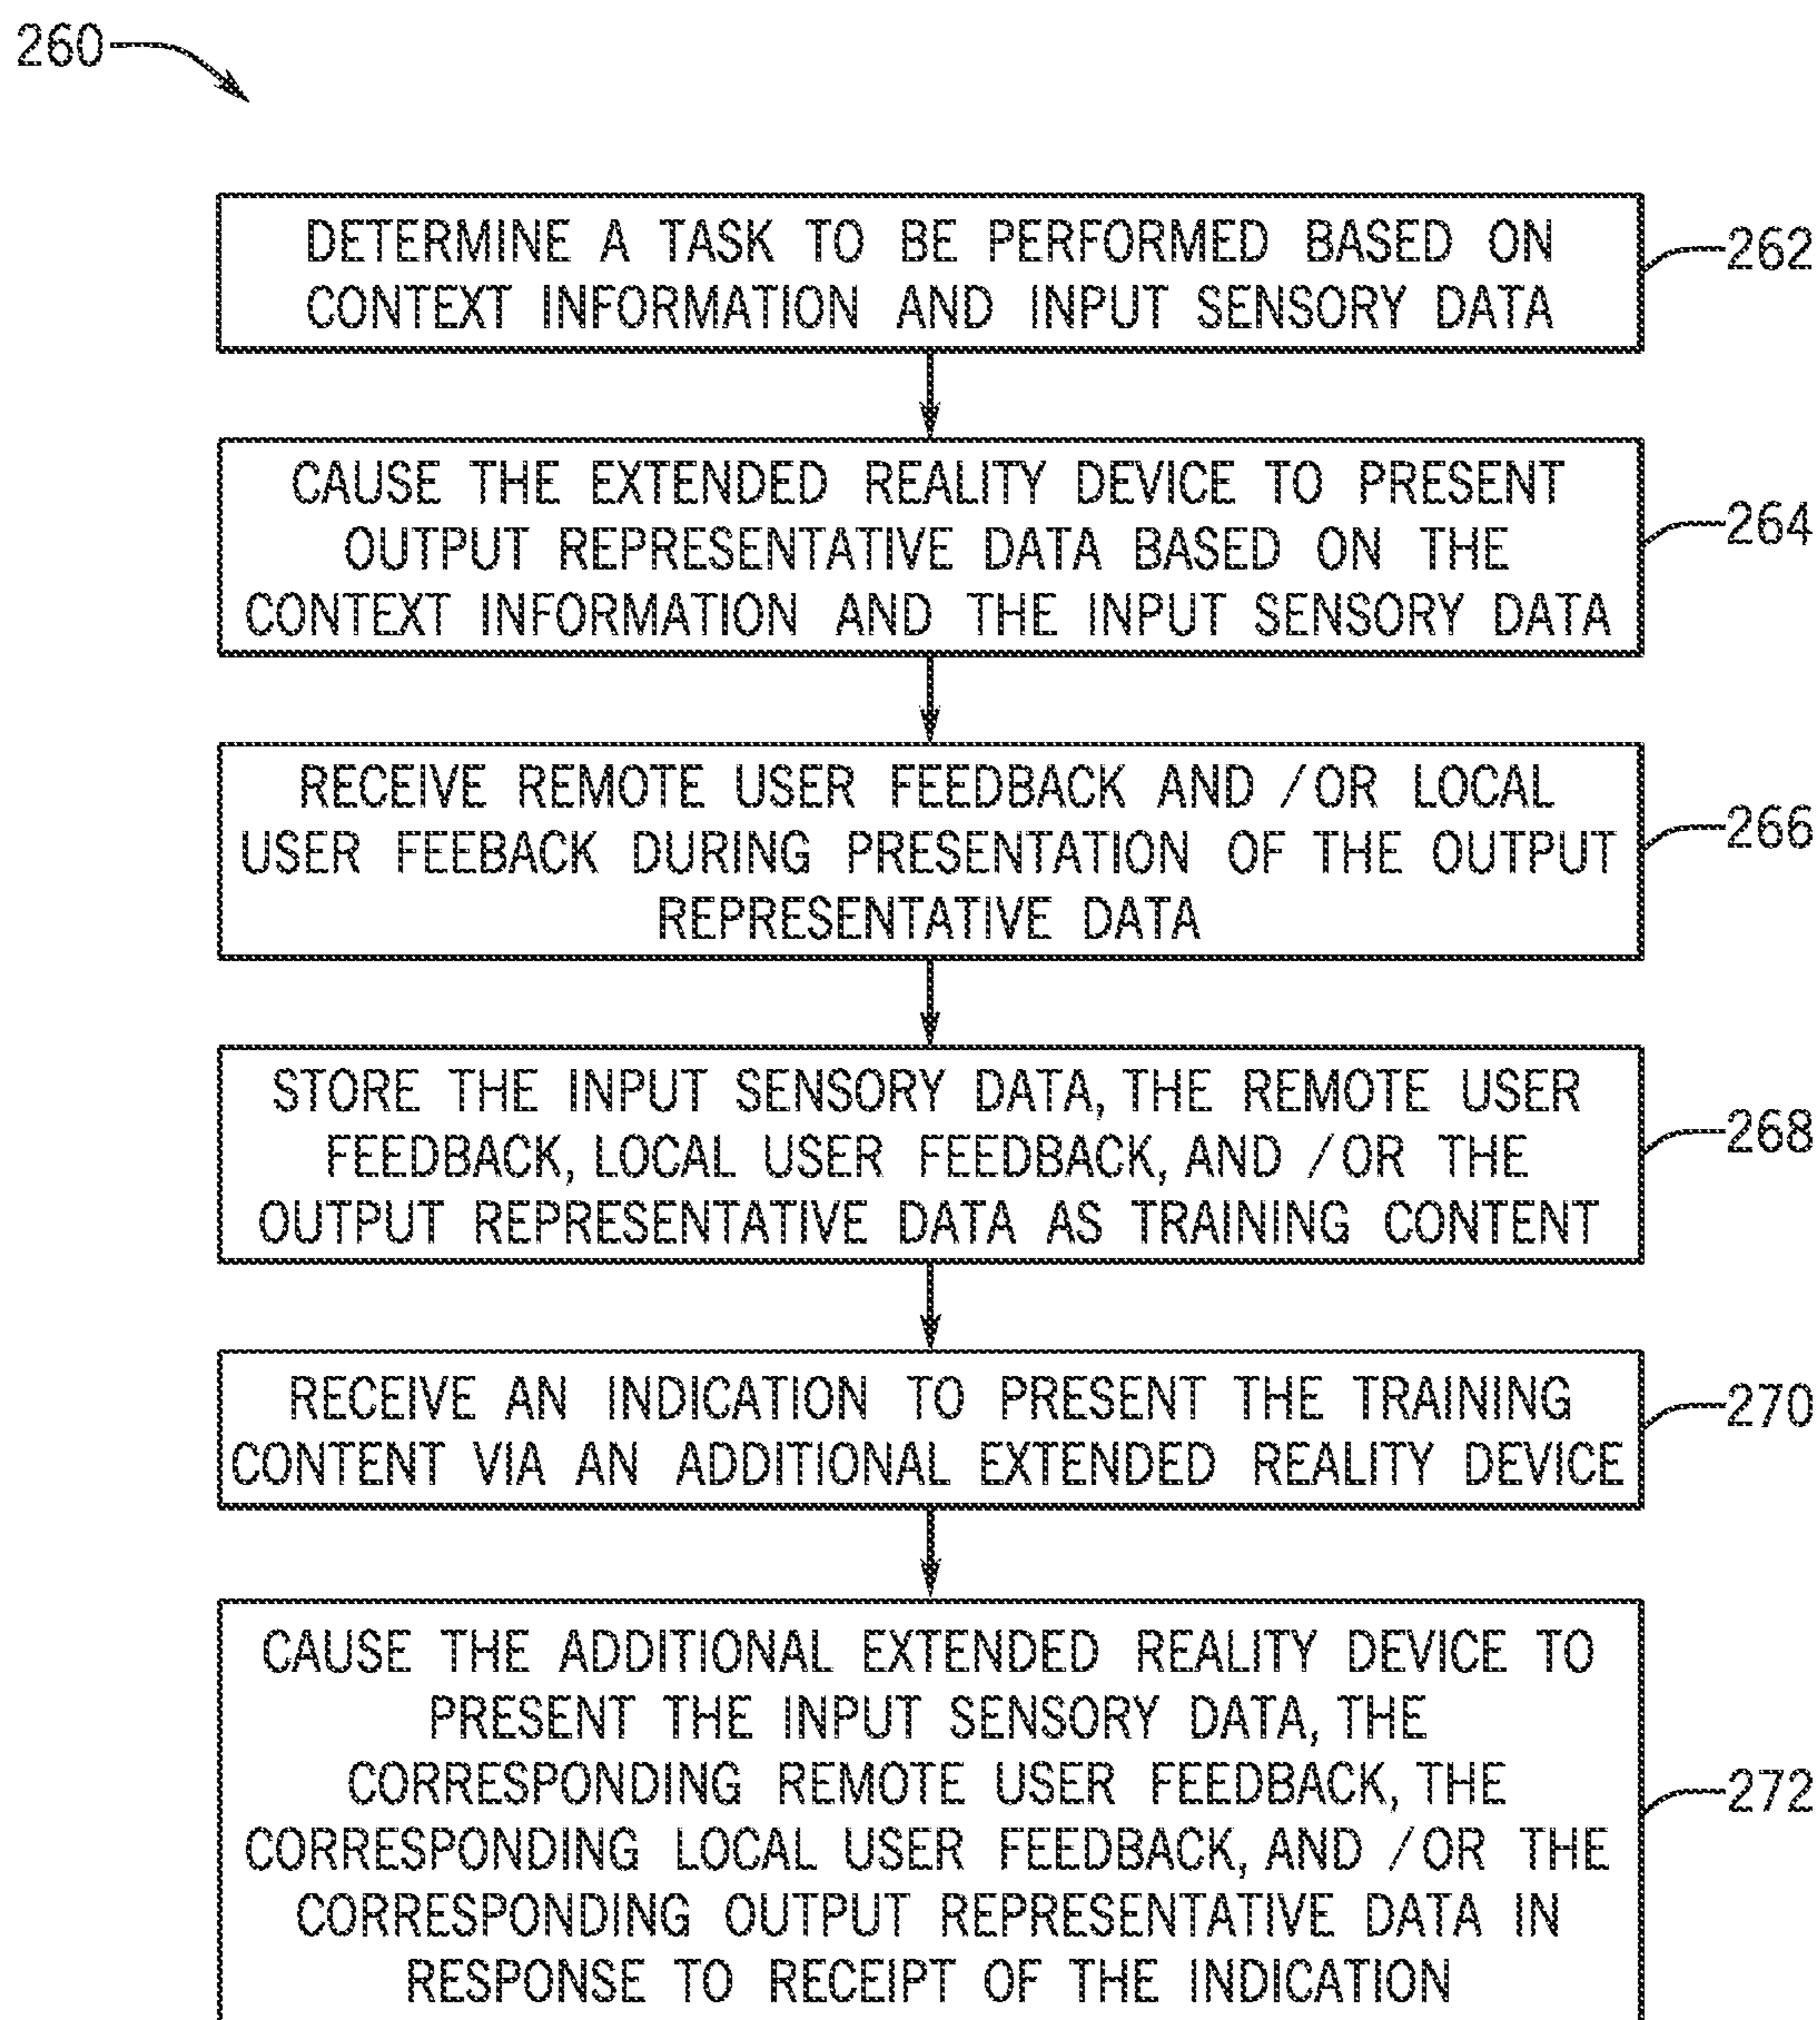 260
DETERMINE A TASK TO BE PERFORMED BASED ON
CONTEXT INFORMATION AND INPUT SENSORY DATA
262
CAUSE THE EXTENDED REALITY DEVICE TO PRESENT
OUTPUT REPRESENTATIVE DATA BASED ON THE
CONTEXT INFORMATION AND THE INPUT SENSORY DATA
264
RECEIVE REMOTE USER FEEDBACK AND /OR LOCAL
USER FEEBACK DURING PRESENTATION OF THE OUTPUT
REPRESENTATIVE DATA
266
STORE THE INPUT SENSORY DATA, THE REMOTE USER
FEEDBACK, LOCAL USER FEEDBACK, AND /OR THE
OUTPUT REPRESENTATIVE DATA AS TRAINING CONTENT
268
RECEIVE AN INDICATION TO PRESENT THE TRAINING
CONTENT VIA AN ADDITIONAL EXTENDED REALITY DEVICE
270
CAUSE THE ADDITIONAL EXTENDED REALITY DEVICE TO
PRESENT THE INPUT SENSORY DATA, THE
CORRESPONDING REMOTE USER FEEDBACK, THE
CORRESPONDING LOCAL USER FEEDBACK, AND /OR THE
CORRESPONDING OUTPUT REPRESENTATIVE DATA IN
RESPONSE TO RECEIPT OF THE INDICATION
272